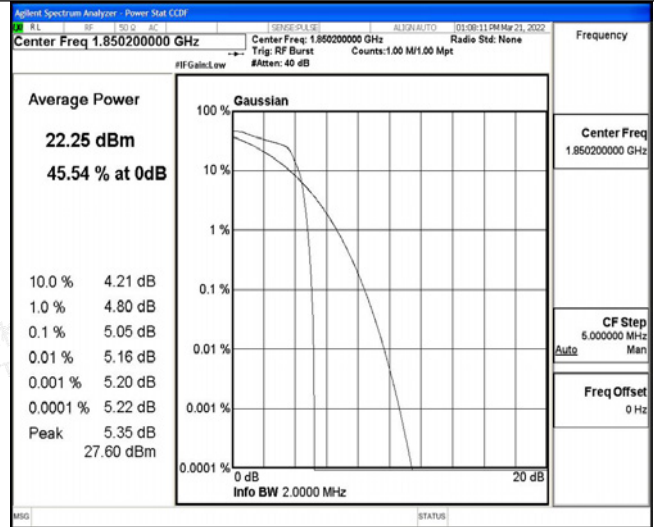 Agilent Spectrum Analyzer - Power Stat CCDF
RL RF 50 Ω AC SENSE:PULSE ALIGN AUTO 01:08:11 PM Mar 21, 2022
Center Freq 1.850200000 GHz
Center Freq: 1.850200000 GHz Radio Std: None
Trig: RF Burst Counts:1.00 M/1.00 Mpt
#IFGain:Low #Atten: 40 dB
Frequency
Average Power
22.25 dBm
45.54 % at 0dB
10.0 % 4.21 dB
1.0 % 4.80 dB
0.1 % 5.05 dB
0.01 % 5.16 dB
0.001 % 5.20 dB
0.0001 % 5.22 dB
Peak 5.35 dB
27.60 dBm
Gaussian
100 %
10 %
1 %
0.1 %
0.01 %
0.001 %
0.0001 %
0 dB 20 dB
Info BW 2.0000 MHz
Center Freq
1.850200000 GHz
CF Step
5.000000 MHz
Auto Man
Freq Offset
0 Hz
MSG STATUS